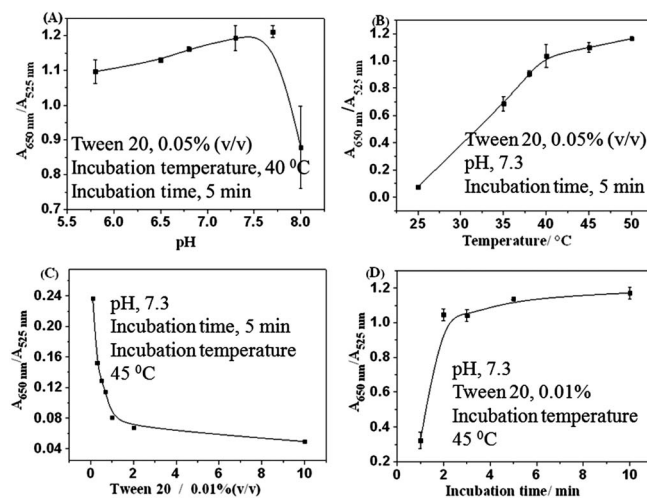 (A)
A650 nm/A525 nm
1.3
1.2
1.1
1.0
0.9
0.8
0.7
Tween 20, 0.05% (v/v)
Incubation temperature, 40 ⁰C
Incubation time, 5 min
5.5 6.0 6.5 7.0 7.5 8.0
pH
(B)
A650 nm/A525 nm
1.2
1.0
0.8
0.6
0.4
0.2
0.0
Tween 20, 0.05% (v/v)
pH, 7.3
Incubation time, 5 min
25 30 35 40 45 50
Temperature/ °C
(C)
A650 nm/A525 nm
0.24
0.20
0.16
0.12
0.08
0.04
pH, 7.3
Incubation time, 5 min
Incubation temperature
45 ⁰C
0 2 4 6 8 10
Tween 20 / 0.01%(v/v)
(D)
A650 nm/A525 nm
1.2
1.0
0.8
0.6
0.4
0.2
pH, 7.3
Tween 20, 0.01%
Incubation temperature
45 ⁰C
0 2 4 6 8 10
Incubation time/ min